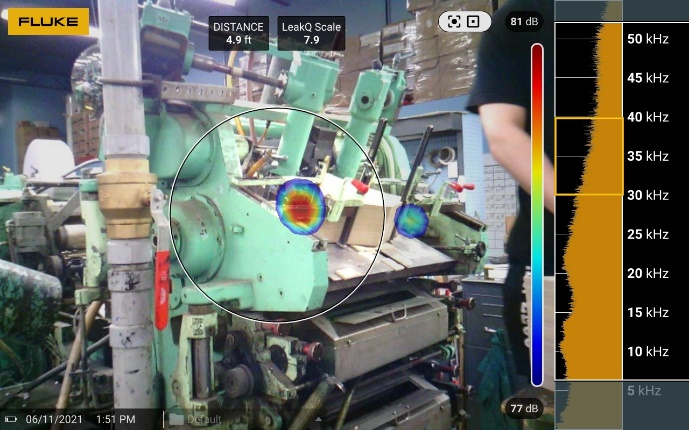 FLUKE
DISTANCE
4.9 ft
LeakQ Scale
7.9
81 dB
50 kHz
45 kHz
40 kHz
35 kHz
30 kHz
25 kHz
20 kHz
15 kHz
10 kHz
5 kHz
77 dB
06/11/2021 1:51 PM Default